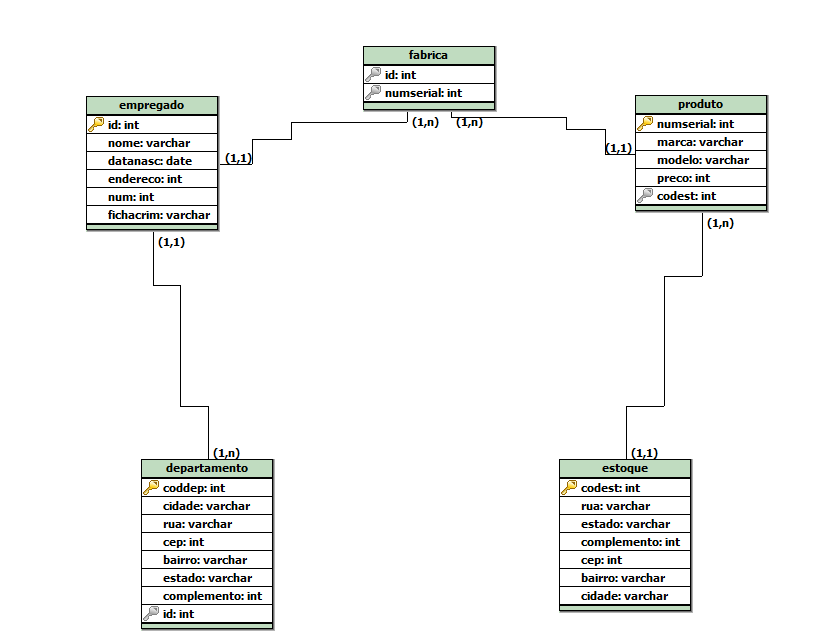 fabrica
id: int
numserial: int
(1,n)
(1,n)
empregado
id: int
nome: varchar
datanasc: date
endereco: int
num: int
fichacrim: varchar
(1,1)
(1,1)
produto
numserial: int
marca: varchar
modelo: varchar
preco: int
codest: int
(1,1)
(1,n)
(1,n)
departamento
coddep: int
cidade: varchar
rua: varchar
cep: int
bairro: varchar
estado: varchar
complemento: int
id: int
(1,1)
estoque
codest: int
rua: varchar
estado: varchar
complemento: int
cep: int
bairro: varchar
cidade: varchar